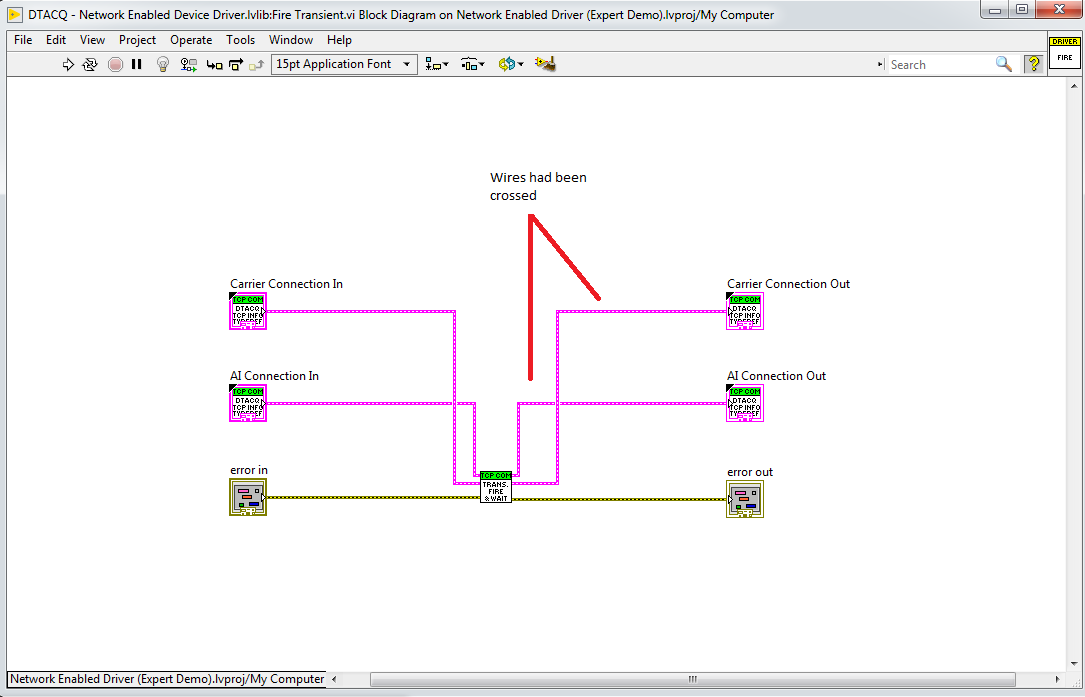 DTACQ - Network Enabled Device Driver.lvlib:Fire Transient.vi Block Diagram on Network Enabled Driver (Expert Demo).lvproj/My Computer
File Edit View Project Operate Tools Window Help
DRIVER
FIRE
15pt Application Font
Search
?
Wires had been
crossed
Carrier Connection In
TCP COM
DTACQ
TCP INFO
TYPEDEF
Carrier Connection Out
TCP COM
DTACQ
TCP INFO
TYPEDEF
AI Connection In
TCP COM
DTACQ
TCP INFO
TYPEDEF
AI Connection Out
TCP COM
DTACQ
TCP INFO
TYPEDEF
error in
TCP COM
TRANS.
FIRE
& WAIT
error out
Network Enabled Driver (Expert Demo).lvproj/My Computer